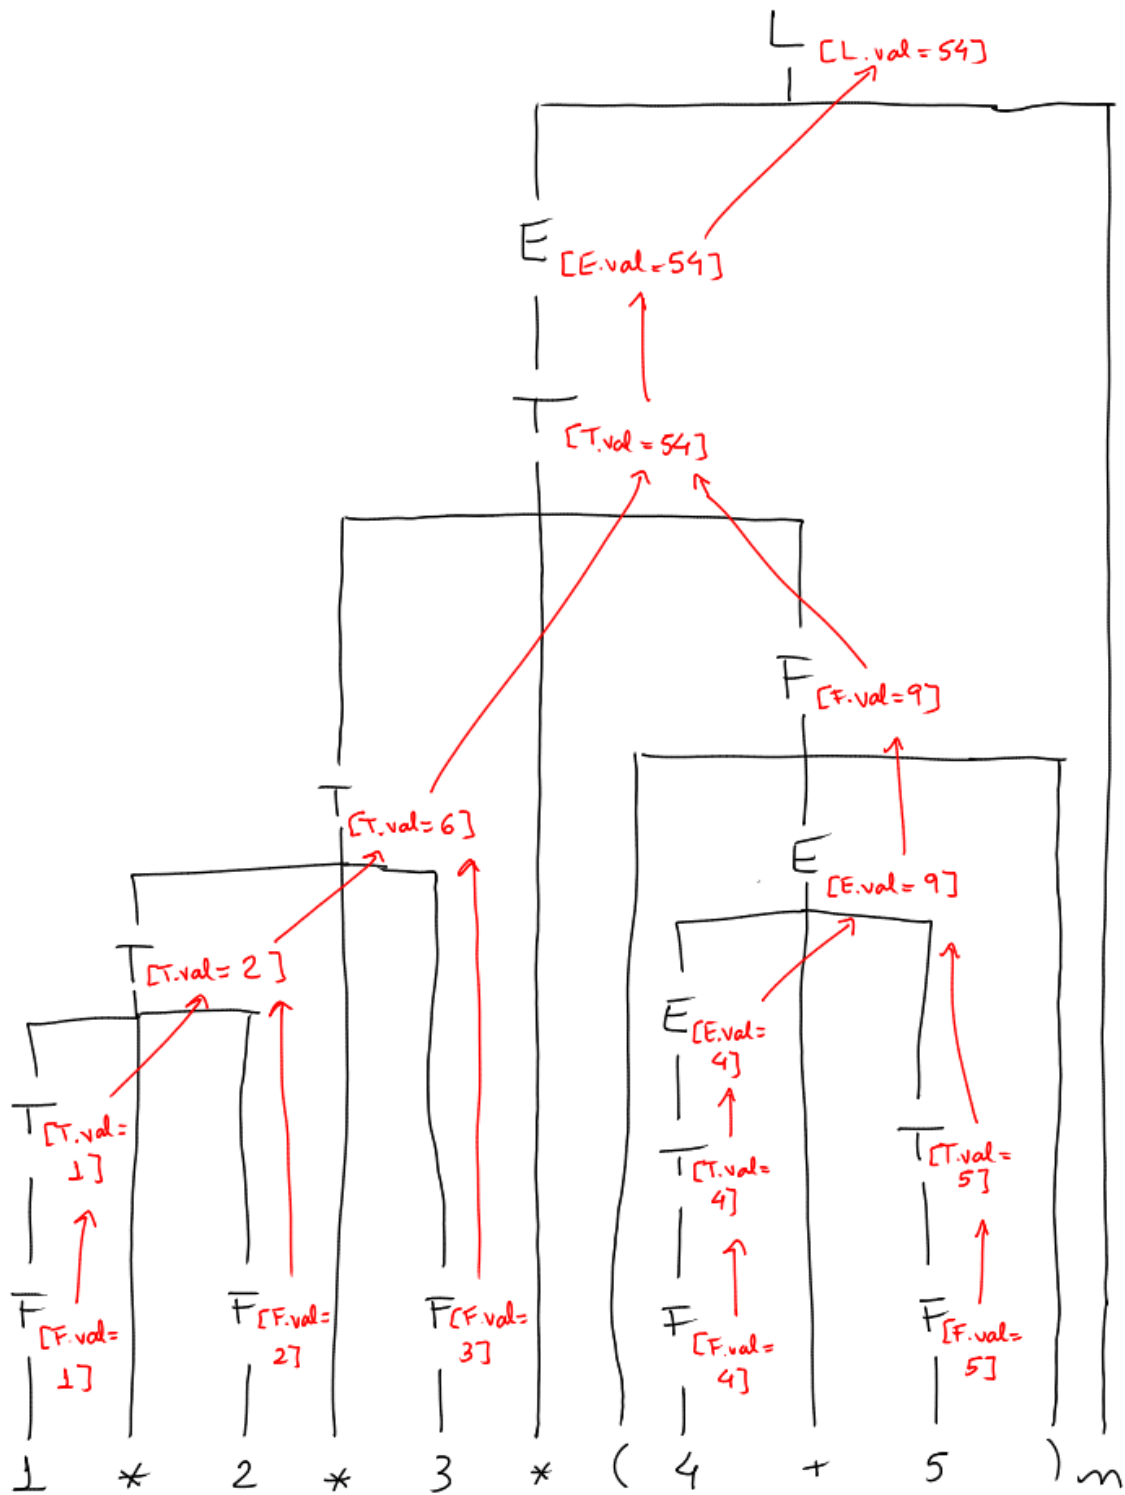 L [L.val=54]
E [E.val=54]
T [T.val=54]
F [F.val=9]
T [T.val=6]
E [E.val=9]
T [T.val=2]
E [E.val=
4]
T [T.val=
1]
T [T.val=
4]
T [T.val=
5]
F [F.val=
1]
F [F.val=
2]
F [F.val=
3]
F [F.val=
4]
F [F.val=
5]
1 * 2 * 3 * ( 4 + 5 ) n